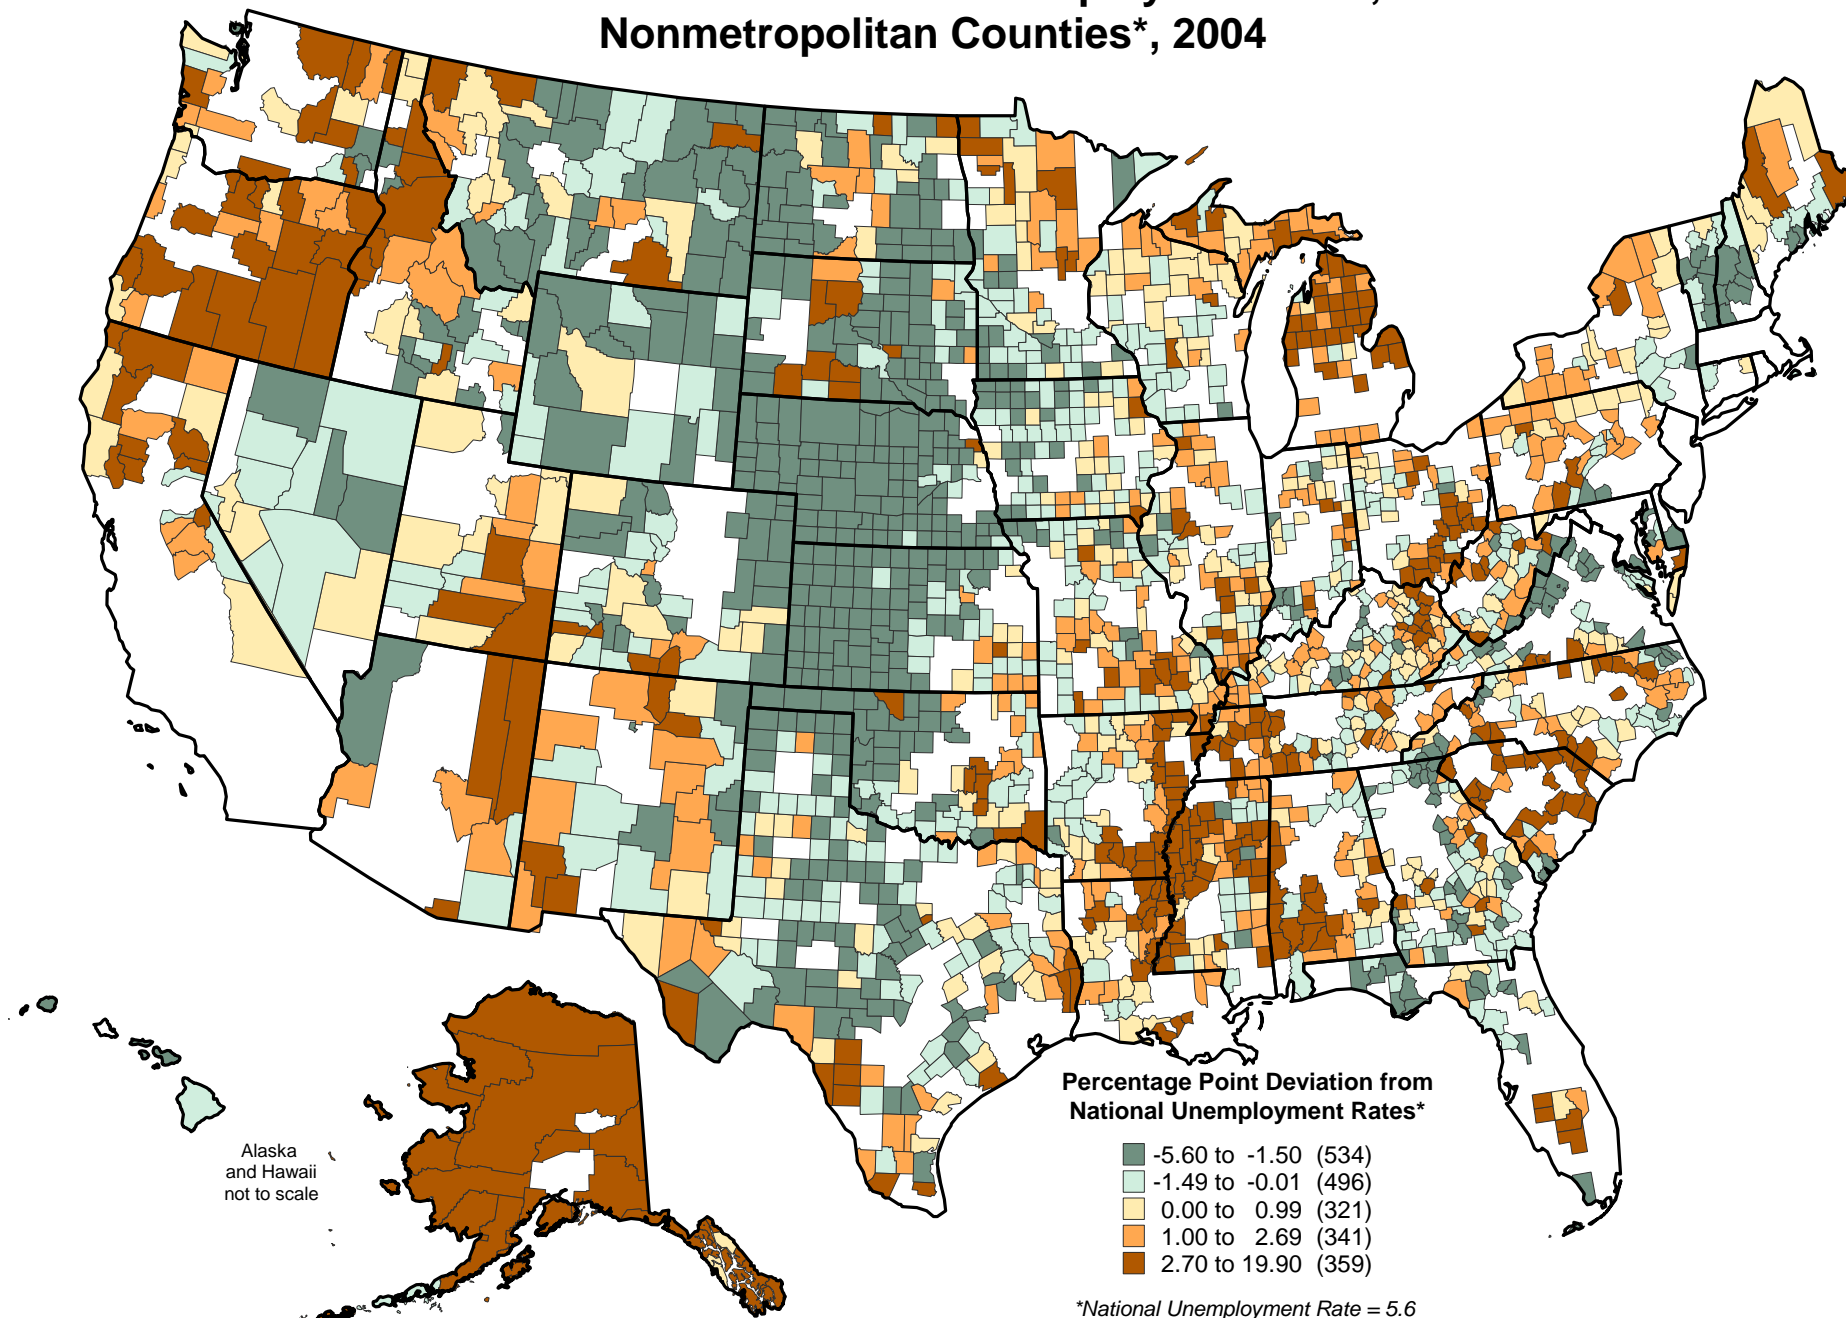 Nonmetropolitan Counties*, 2004
Alaska
and Hawaii
not to scale
Percentage Point Deviation from
National Unemployment Rates*
-5.60 to -1.50 (534)
-1.49 to -0.01 (496)
0.00 to 0.99 (321)
1.00 to 2.69 (341)
2.70 to 19.90 (359)
*National Unemployment Rate = 5.6